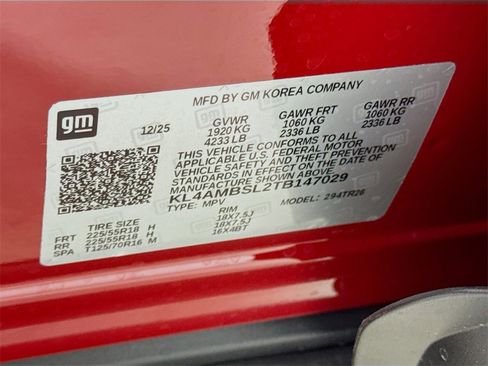 MFD BY GM KOREA COMPANY
gm
12/25 GVWR GAWR FRT GAWR RR
1920 KG 1060 KG 1060 KG
4233 LB 2336 LB 2336 LB
THIS VEHICLE CONFORMS TO ALL
APPLICABLE U.S. FEDERAL MOTOR
VEHICLE SAFETY, BUMPER, AND
THEFT PREVENTION STANDARDS
IN EFFECT ON THE DATE OF
MANUFACTURE SHOWN ABOVE.
KL4AMBSL2TB147029
TYPE: MPV 294TR26
TIRE SIZE RIM
FRT 225/55R18 H 18X7.5J
RR 225/55R18 H 18X7.5J
SPA T125/70R16 M 16X4BT